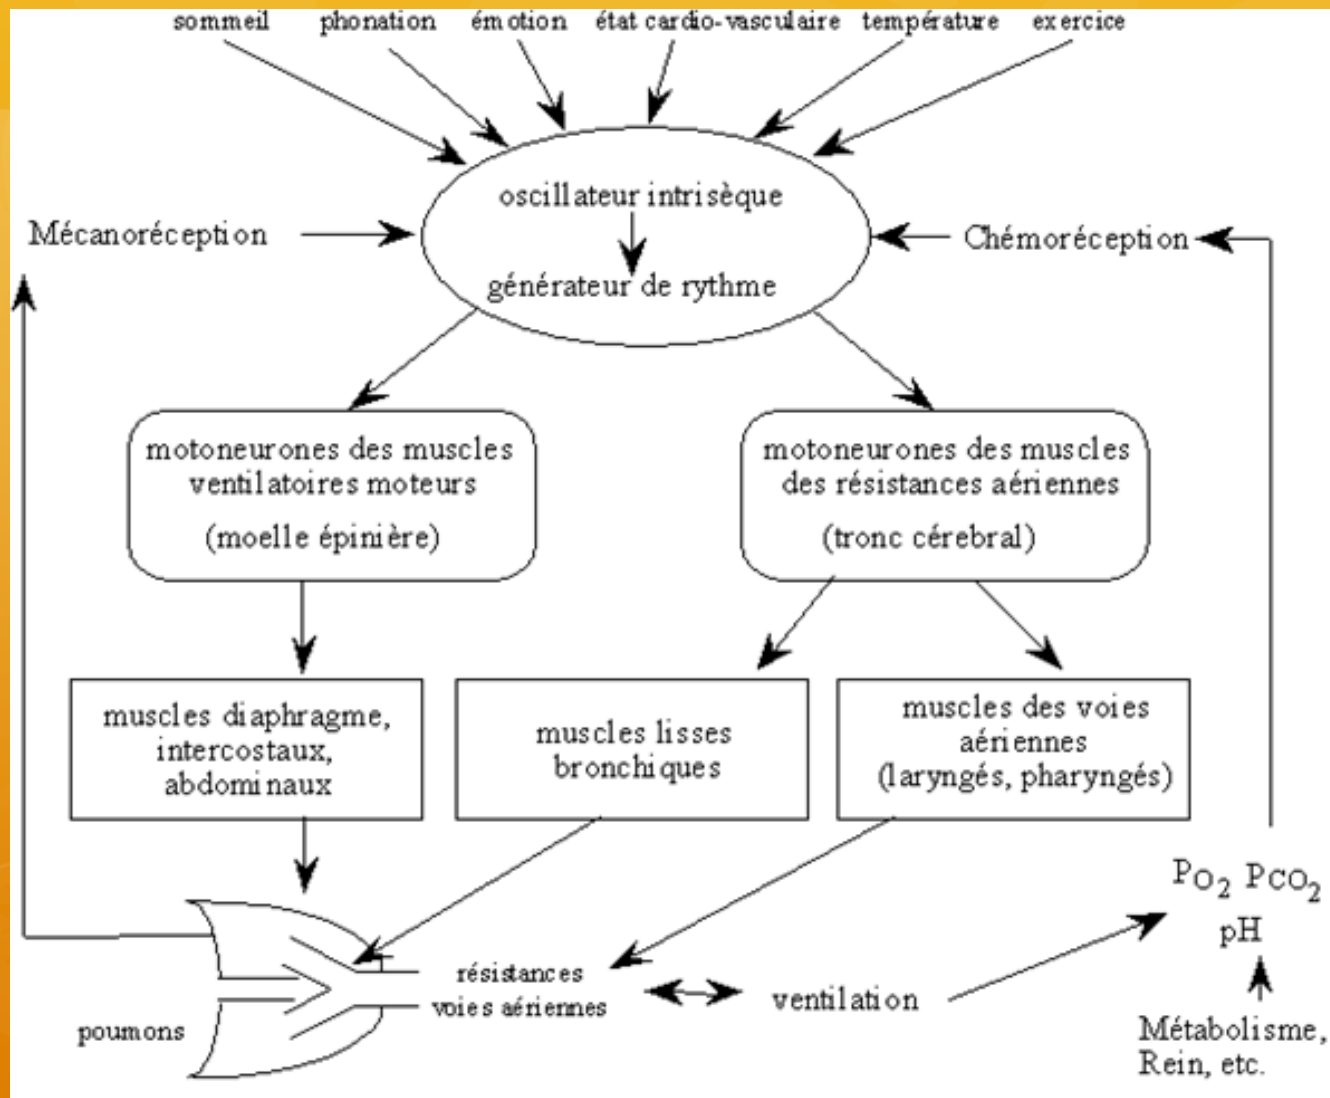 sommeil phonation émotion état cardio-vasculaire température exercice
oscillateur intrisèque
Mécanoréception
Chémoréception
générateur de rythme
motoneurones des muscles
ventilatoires moteurs
(moelle épinière)
motoneurones des muscles
des résistances aériennes
(tronc cérebral)
muscles diaphragme,
intercostaux,
abdominaux
muscles lisses
bronchiques
muscles des voies
aériennes
(laryngés, pharyngés)
PO2 PCO2
pH
résistances
voies aériennes
ventilation
poumons
Métabolisme,
Rein, etc.